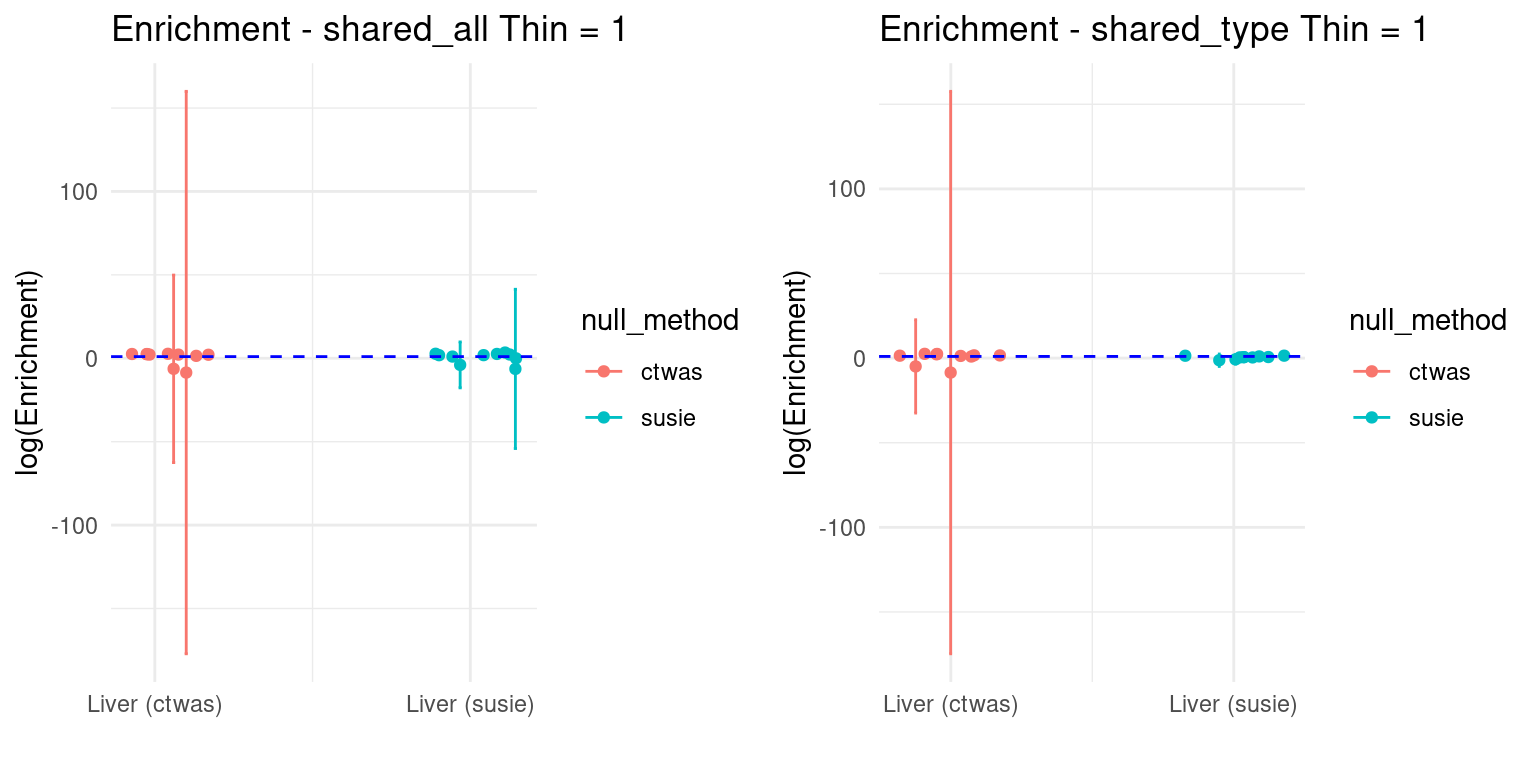 Enrichment - shared_all Thin = 1
log(Enrichment)
100
0
-100
Liver (ctwas)
Liver (susie)
null_method
ctwas
susie
Enrichment - shared_type Thin = 1
log(Enrichment)
100
0
-100
Liver (ctwas)
Liver (susie)
null_method
ctwas
susie